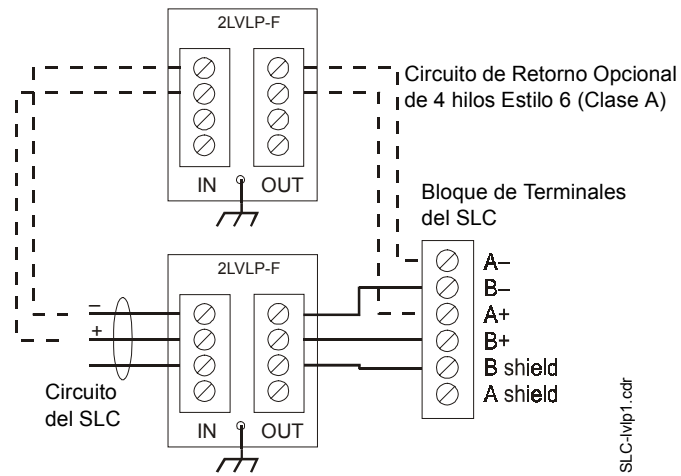 2LVLP-F
IN OUT
Circuito de Retorno Opcional
de 4 hilos Estilo 6 (Clase A)
Bloque de Terminales
del SLC
2LVLP-F
IN OUT
–
+
Circuito
del SLC
A–
B–
A+
B+
B shield
A shield
SLC-lvlp1.cdr